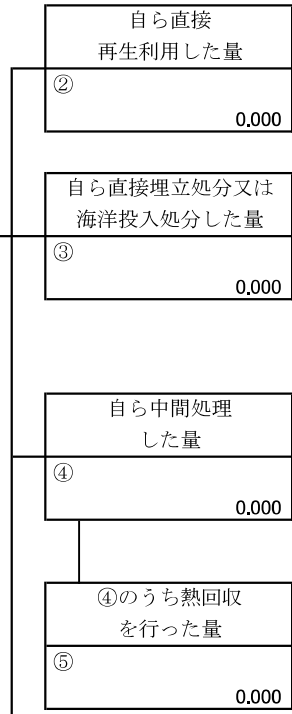 自ら直接
再生利用した量
②
0.000
自ら直接埋立処分又は
海洋投入処分した量
③
0.000
自ら中間処理
した量
④
0.000
④のうち熱回収
を行った量
⑤
0.000